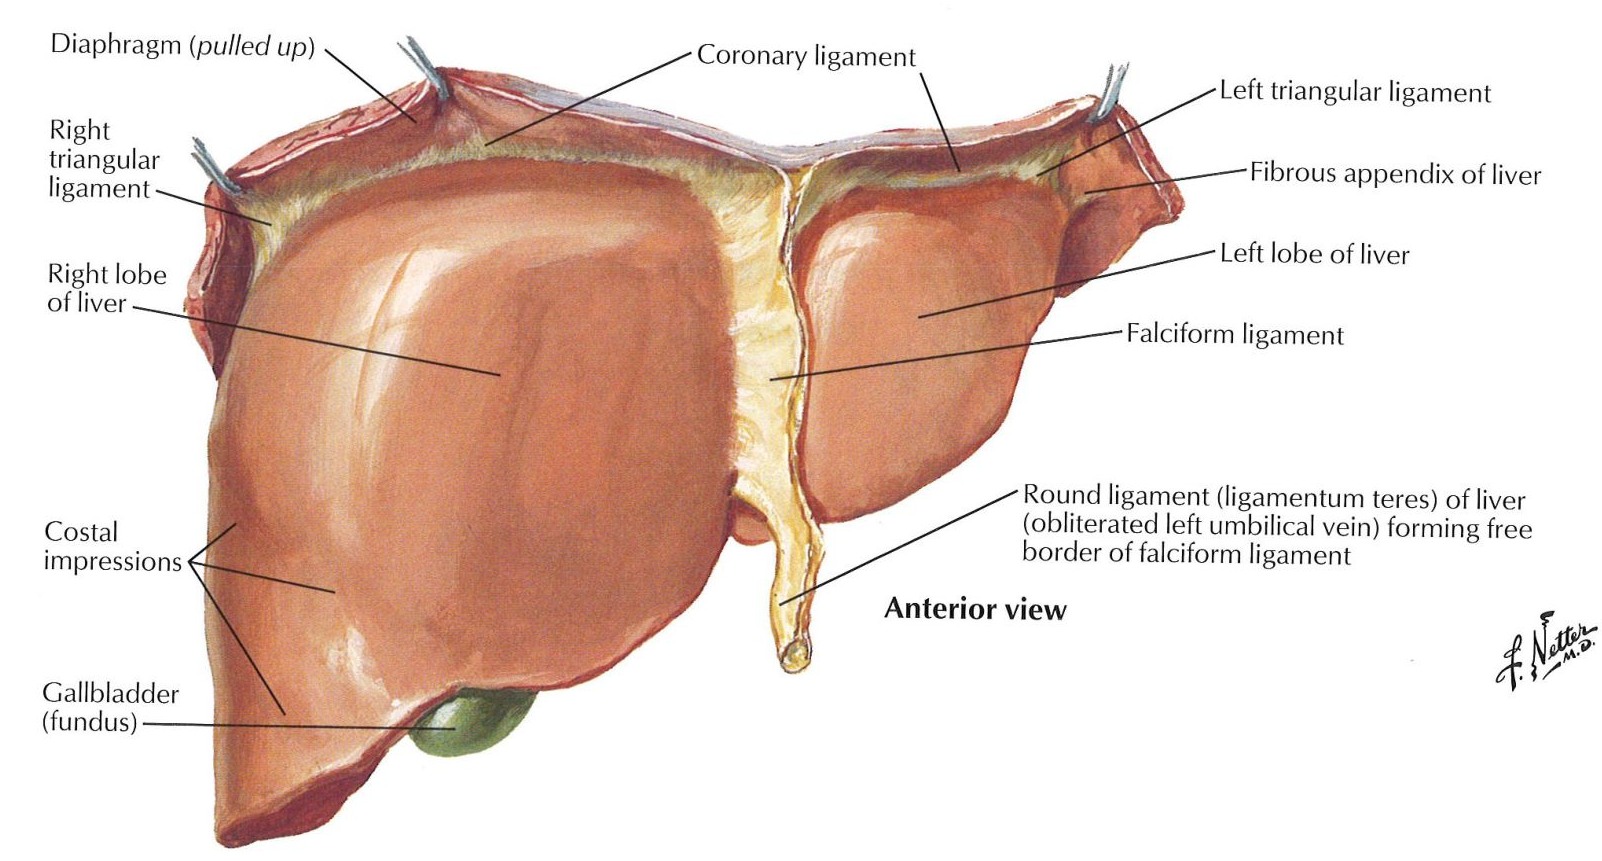 Diaphragm (pulled up)
Coronary ligament
Left triangular ligament
Right
triangular
ligament
Fibrous appendix of liver
Left lobe of liver
Right lobe
of liver
Falciform ligament
Round ligament (ligamentum teres) of liver
(obliterated left umbilical vein) forming free
border of falciform ligament
Costal
impressions
Anterior view
Gallbladder
(fundus)
F. Netter
M.D.